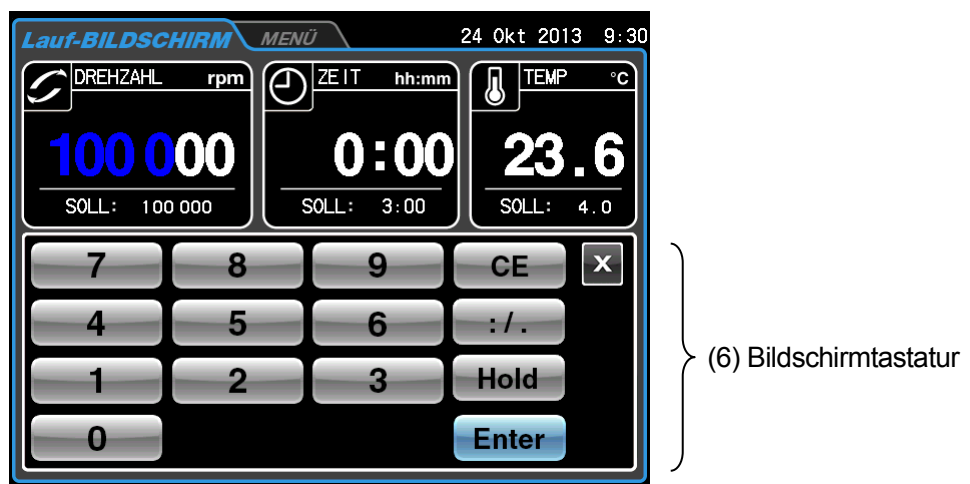 Lauf-BILDSCHIRM MENÜ 24 Okt 2013 9:30
DREHZAHL rpm ZEIT hh:mm TEMP °C
100 000 0:00 23.6
SOLL: 100 000 SOLL: 3:00 SOLL: 4.0
7 8 9 CE X
4 5 6 :/.
1 2 3 Hold
0 Enter
(6) Bildschirmtastatur